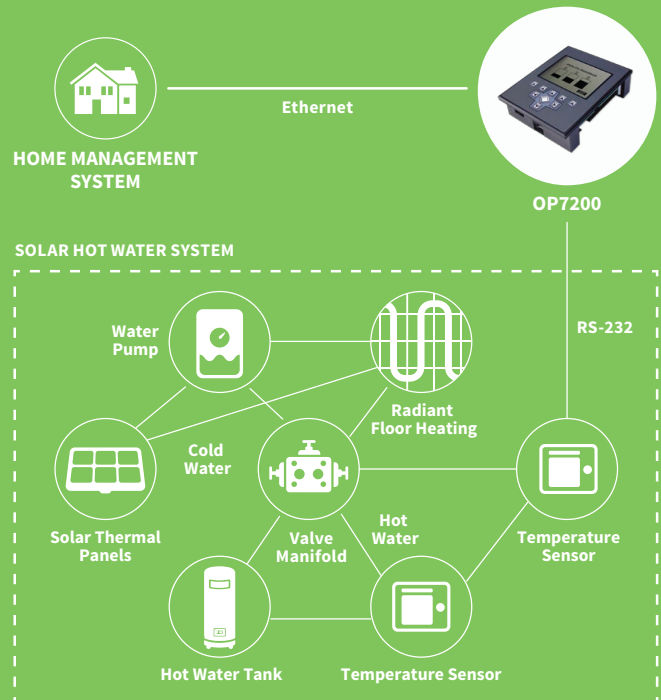 Ethernet
HOME MANAGEMENT
SYSTEM
OP7200
SOLAR HOT WATER SYSTEM
RS-232
Water
Pump
Radiant
Floor Heating
Cold
Water
Solar Thermal
Panels
Valve
Manifold
Hot
Water
Temperature
Sensor
Hot Water Tank
Temperature Sensor